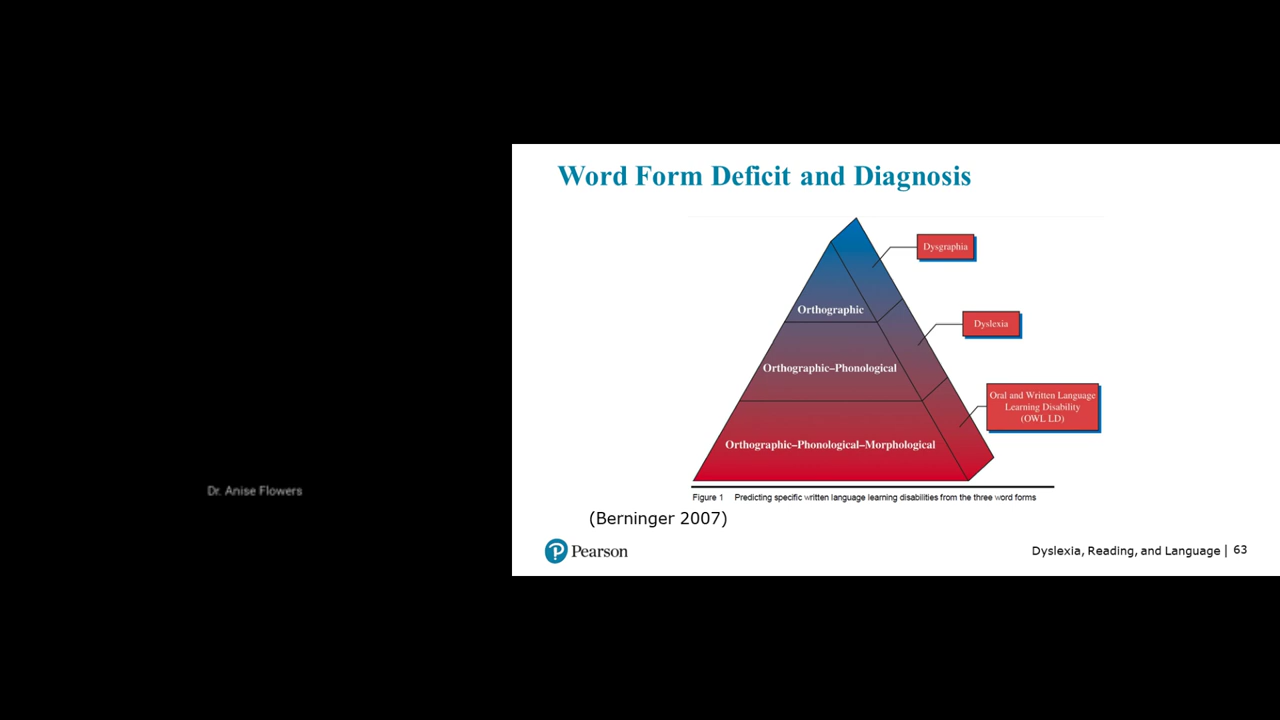 Word Form Deficit and Diagnosis
Dysgraphia
Orthographic
Dyslexia
Orthographic–Phonological
Oral and Written Language
Learning Disability
(OWL LD)
Orthographic–Phonological–Morphological
Figure 1 Predicting specific written language learning disabilities from the three word forms
Dr. Anise Flowers
(Berninger 2007)
P Pearson
Dyslexia, Reading, and Language | 63